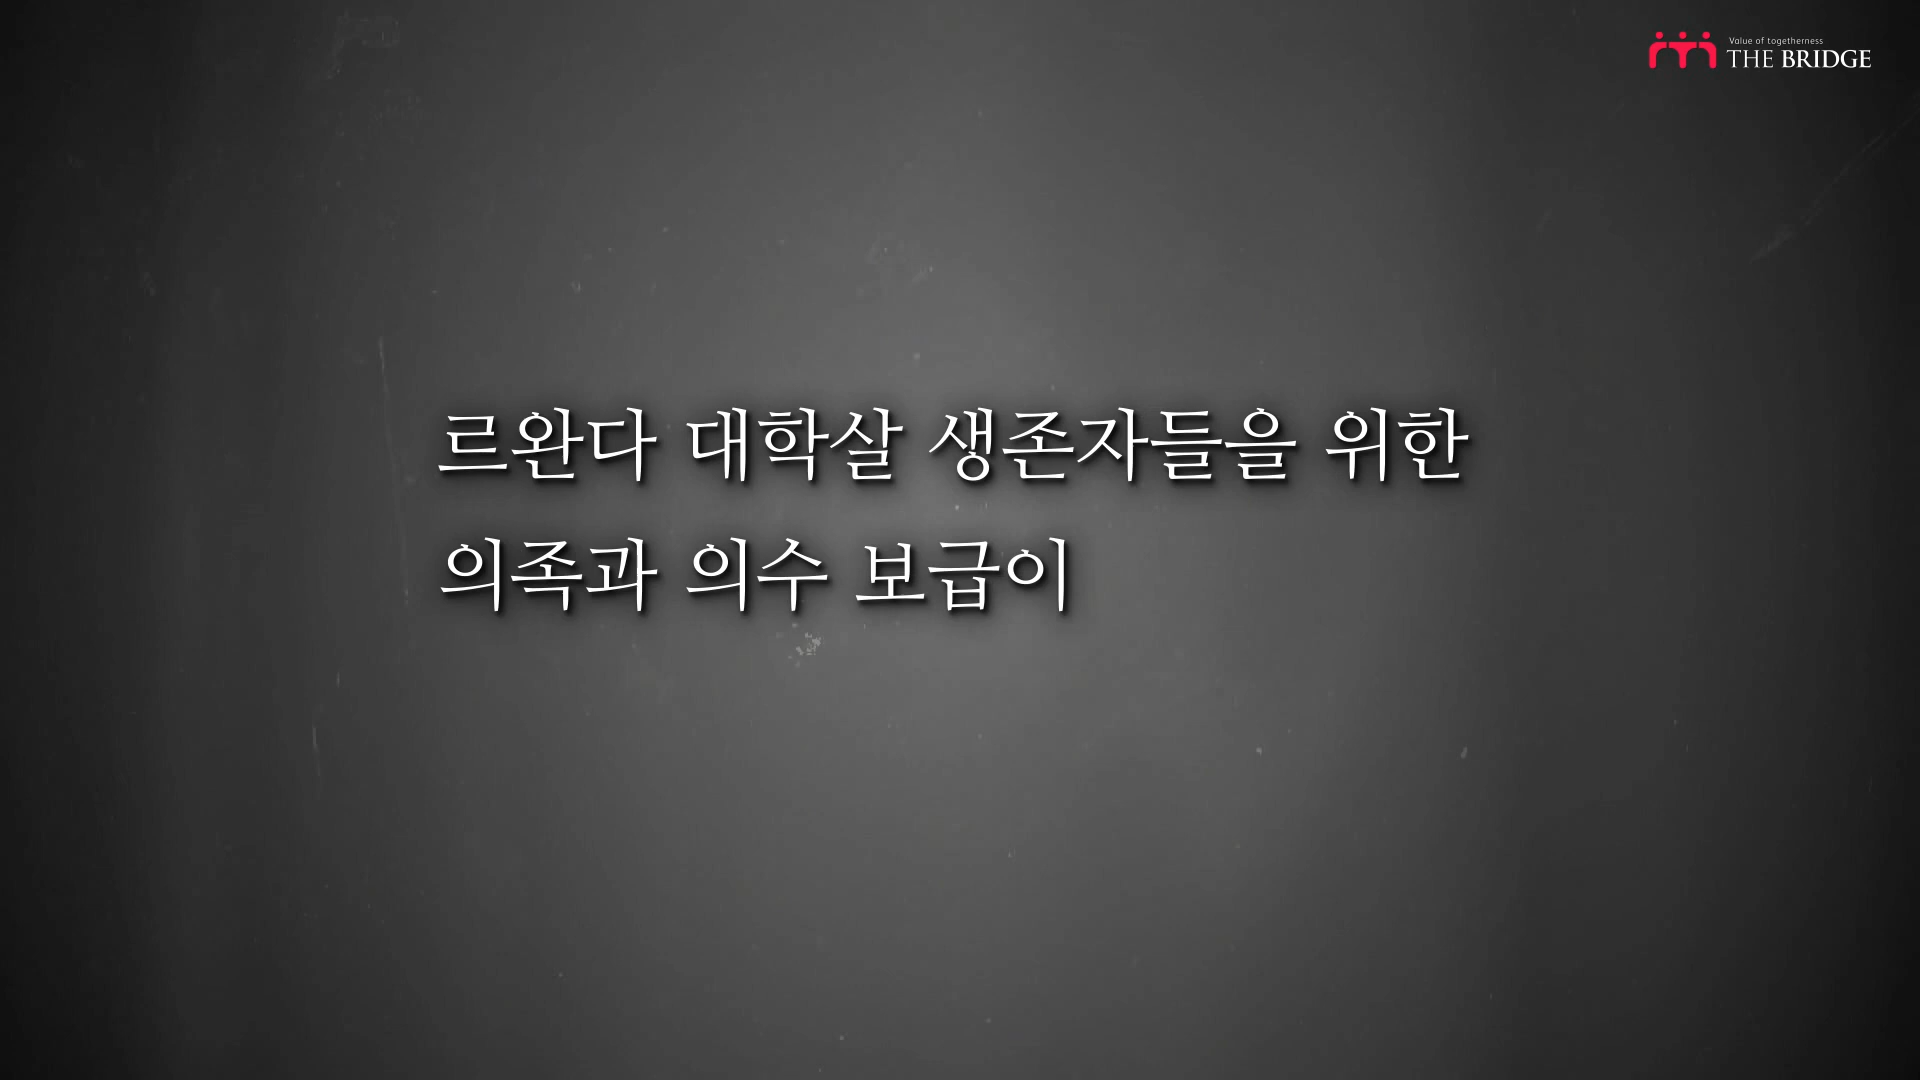 Value of togetherness
THE BRIDGE
르완다 대학살 생존자들을 위한
의족과 의수 보급이